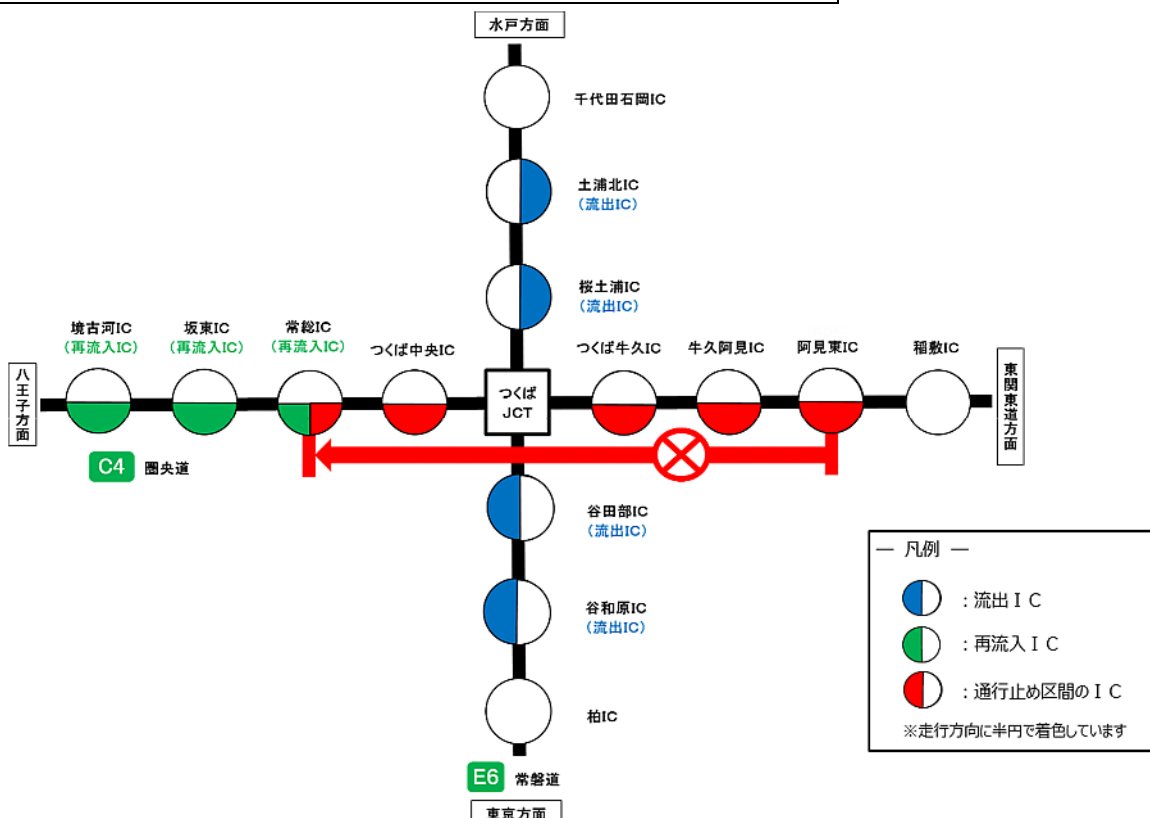 水戸方面
千代田石岡IC
土浦北IC
(流出IC)
桜土浦IC
(流出IC)
境古河IC
(再流入IC)
坂東IC
(再流入IC)
常総IC
(再流入IC)
つくば中央IC
つくば
JCT
つくば牛久IC
牛久阿見IC
阿見東IC
稲敷IC
八王子方面
東関東道方面
C4 圏央道
谷田部IC
(流出IC)
谷和原IC
(流出IC)
柏IC
E6 常磐道
東京方面
― 凡例 ―
:流出IC
:再流入IC
:通行止め区間のIC
※走行方向に半円で着色しています